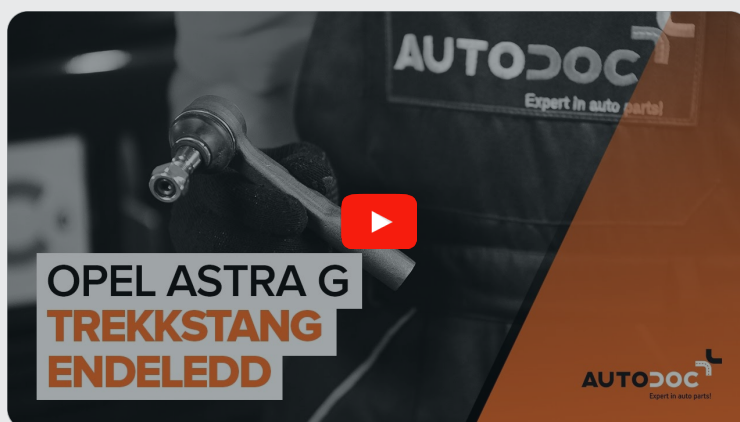 AUTODOC
Expert in auto parts!
OPEL ASTRA G
TREKKSTANG
ENDELEDD
AUTODOC
Expert in auto parts!